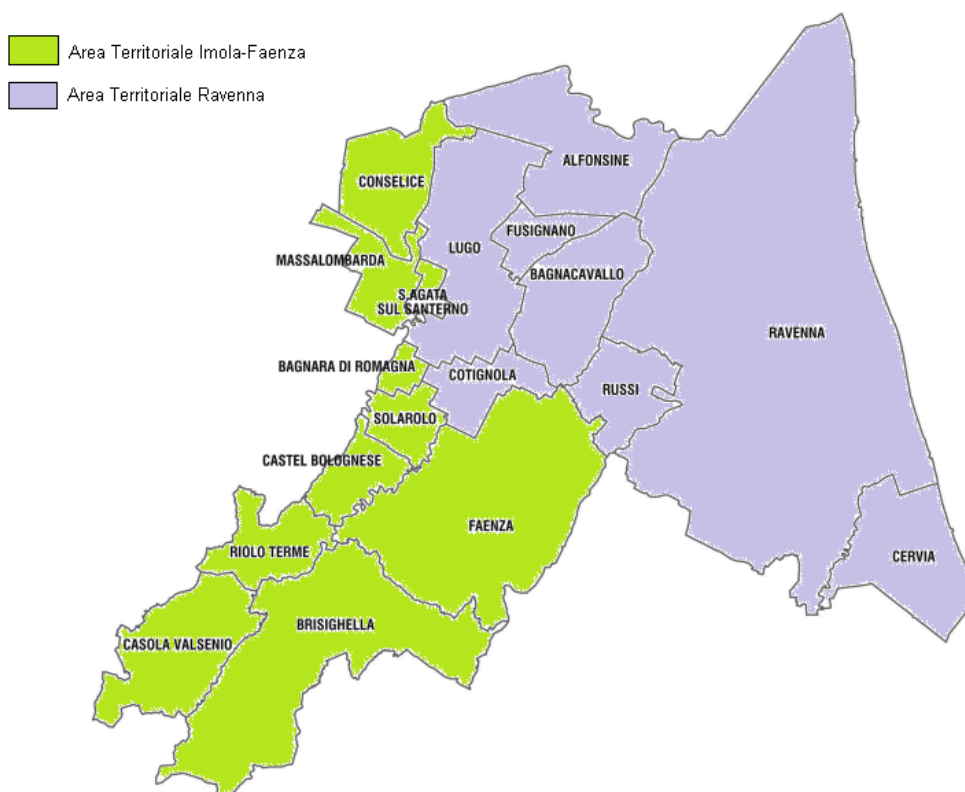 Area Territoriale Imola-Faenza
Area Territoriale Ravenna
ALFONSINE
CONSELICE
FUSIGNANO
LUGO
MASSALOMBARDA
BAGNACAVALLO
S.AGATA
SUL SANTERNO
RAVENNA
BAGNARA DI ROMAGNA
COTIGNOLA
RUSSI
SOLAROLO
CASTEL BOLOGNESE
FAENZA
RIOLO TERME
CERVIA
BRISIGHELLA
CASOLA VALSENIO